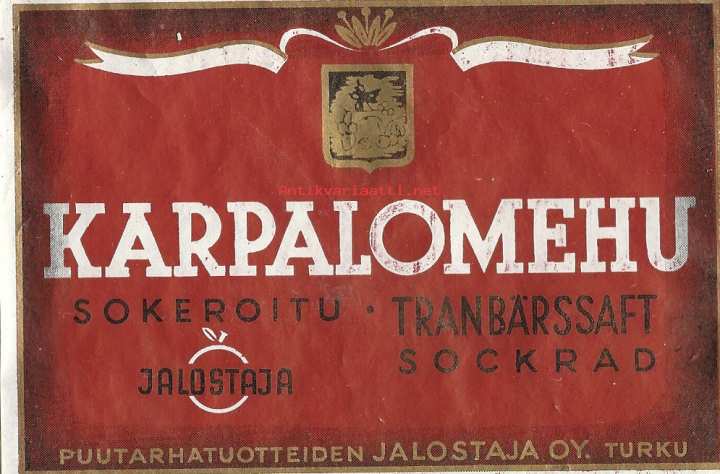 Antikvariaatti.net
KARPALOMEHU
SOKEROITU · TRANBÄRSSAFT
SOCKRAD
JALOSTAJA
PUUTARHATUOTTEIDEN JALOSTAJA OY. TURKU